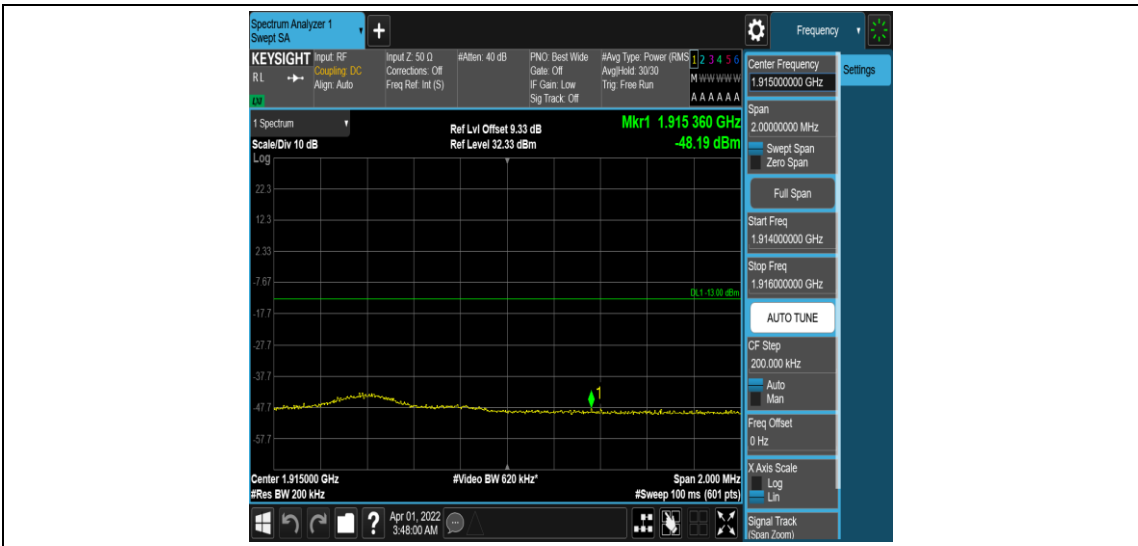 Spectrum Analyzer 1
Swept SA
+
Frequency
KEYSIGHT
RL
LXI
Input: RF
Coupling: DC
Align: Auto
Input Z: 50 Ω
Corrections: Off
Freq Ref: Int (S)
#Atten: 40 dB
PNO: Best Wide
Gate: Off
IF Gain: Low
Sig Track: Off
#Avg Type: Power (RMS
Avg|Hold: 30/30
Trig: Free Run
1 2 3 4 5 6
M W W W W W
A A A A A A
1 Spectrum
Scale/Div 10 dB
Log
Ref Lvl Offset 9.33 dB
Ref Level 32.33 dBm
Mkr1 1.915 360 GHz
-48.19 dBm
22.3
12.3
2.33
-7.67
-17.7
-27.7
-37.7
-47.7
-57.7
DL1 -13.00 dBm
1
Center 1.915000 GHz
#Res BW 200 kHz
#Video BW 620 kHz*
Span 2.000 MHz
#Sweep 100 ms (601 pts)
Center Frequency
1.915000000 GHz
Settings
Span
2.00000000 MHz
Swept Span
Zero Span
Full Span
Start Freq
1.914000000 GHz
Stop Freq
1.916000000 GHz
AUTO TUNE
CF Step
200.000 kHz
Auto
Man
Freq Offset
0 Hz
X Axis Scale
Log
Lin
Signal Track
(Span Zoom)
?
Apr 01, 2022
3:48:00 AM